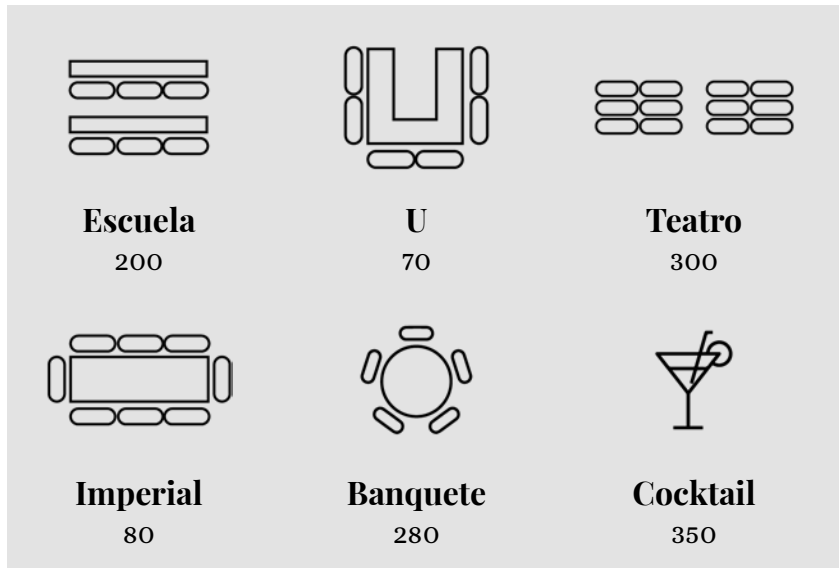 Escuela
200
U
70
Teatro
300
Imperial
80
Banquete
280
Cocktail
350